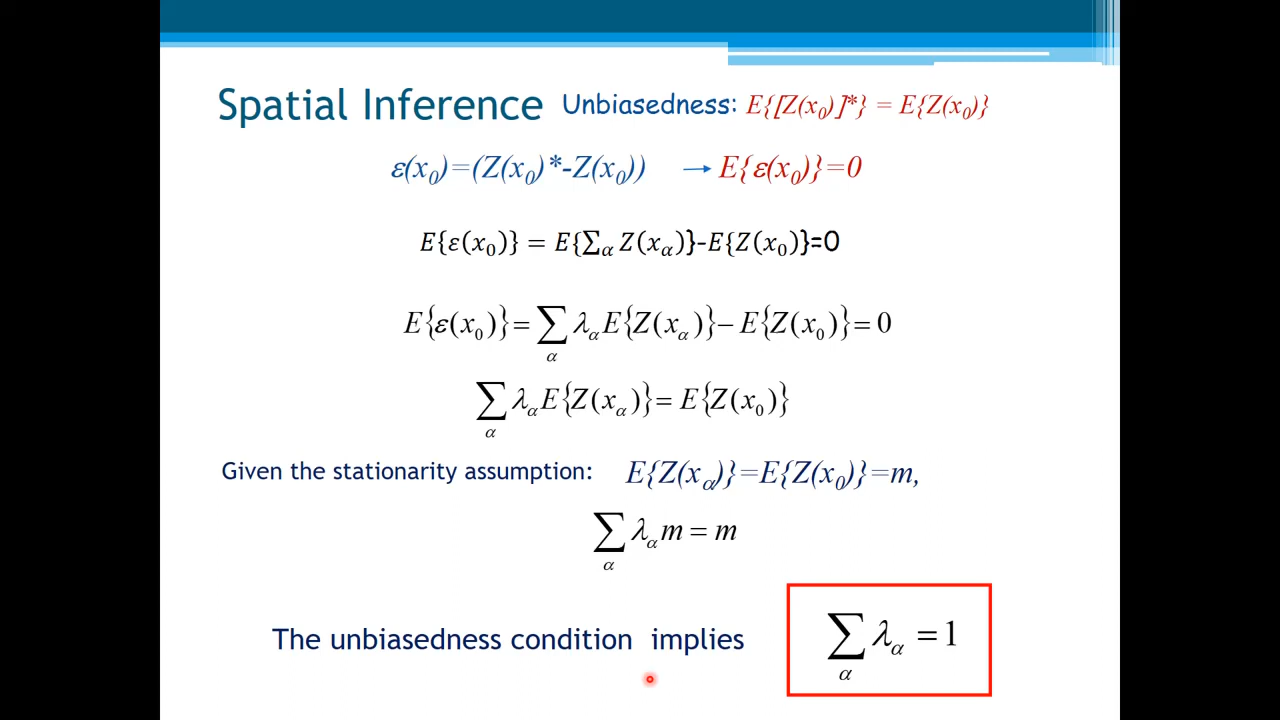 Spatial Inference Unbiasedness: E{[Z(x₀)]*} = E{Z(x₀)}
ε(x₀)=(Z(x₀)*-Z(x₀)) → E{ε(x₀)}=0
E{ε(x₀)} = E{∑α Z(xα)}-E{Z(x₀)}=0
E{ε(x₀)} = ∑α λα E{Z(xα)} − E{Z(x₀)} = 0
∑α λα E{Z(xα)} = E{Z(x₀)}
Given the stationarity assumption: E{Z(xα)}=E{Z(x₀)}=m,
∑α λα m = m
The unbiasedness condition implies ∑α λα = 1